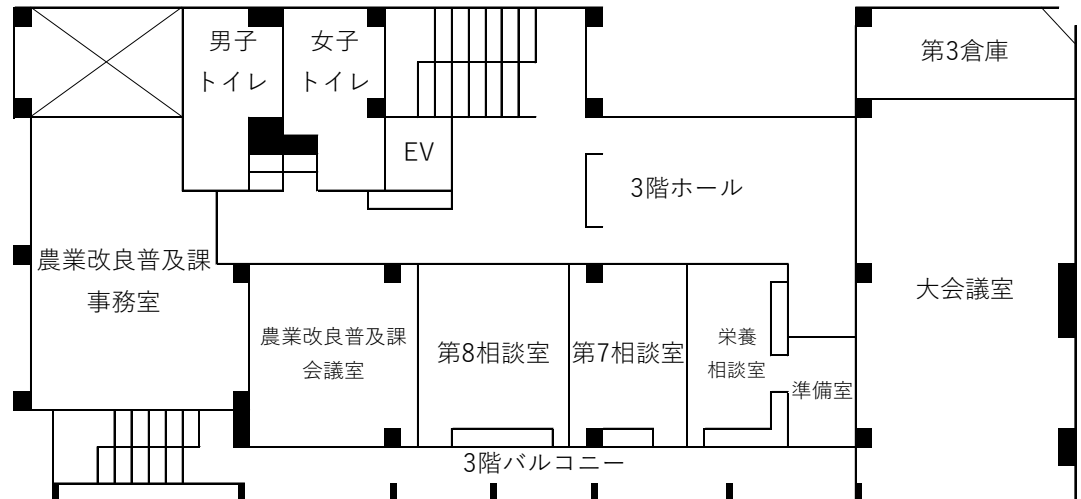 男子
トイレ
女子
トイレ
第3倉庫
EV
3階ホール
農業改良普及課
事務室
大会議室
農業改良普及課
会議室
第8相談室
第7相談室
栄養
相談室
準備室
3階バルコニー